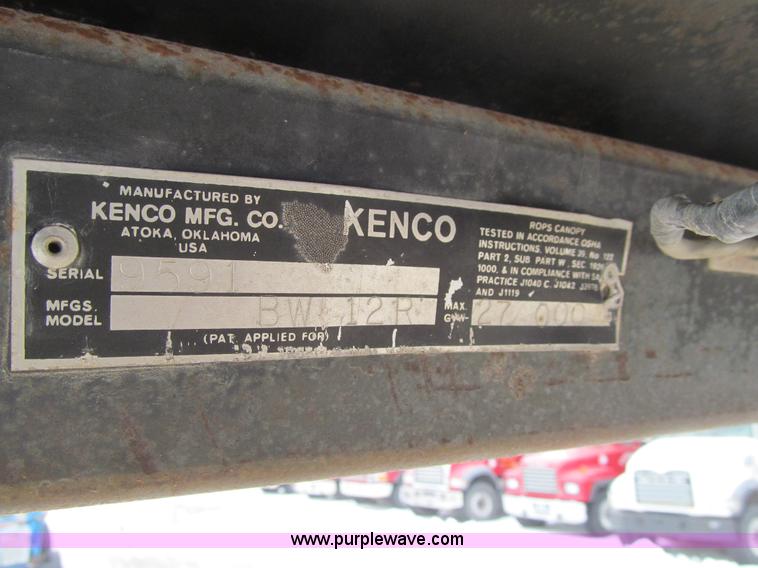 MANUFACTURED BY
KENCO MFG. CO.
ATOKA, OKLAHOMA
USA
KENCO
ROPS CANOPY
TESTED IN ACCORDANCE OSHA
INSTRUCTIONS, VOLUME 39, No 122
PART 2, SUB PART W, SEC. 1926
1000, & IN COMPLIANCE WITH SA
PRACTICE J1040 C, J1042, J397B
AND J1119
SERIAL 9591
MFGS. MODEL BW 12R
MAX. GVW 27 000
(PAT. APPLIED FOR)
www.purplewave.com